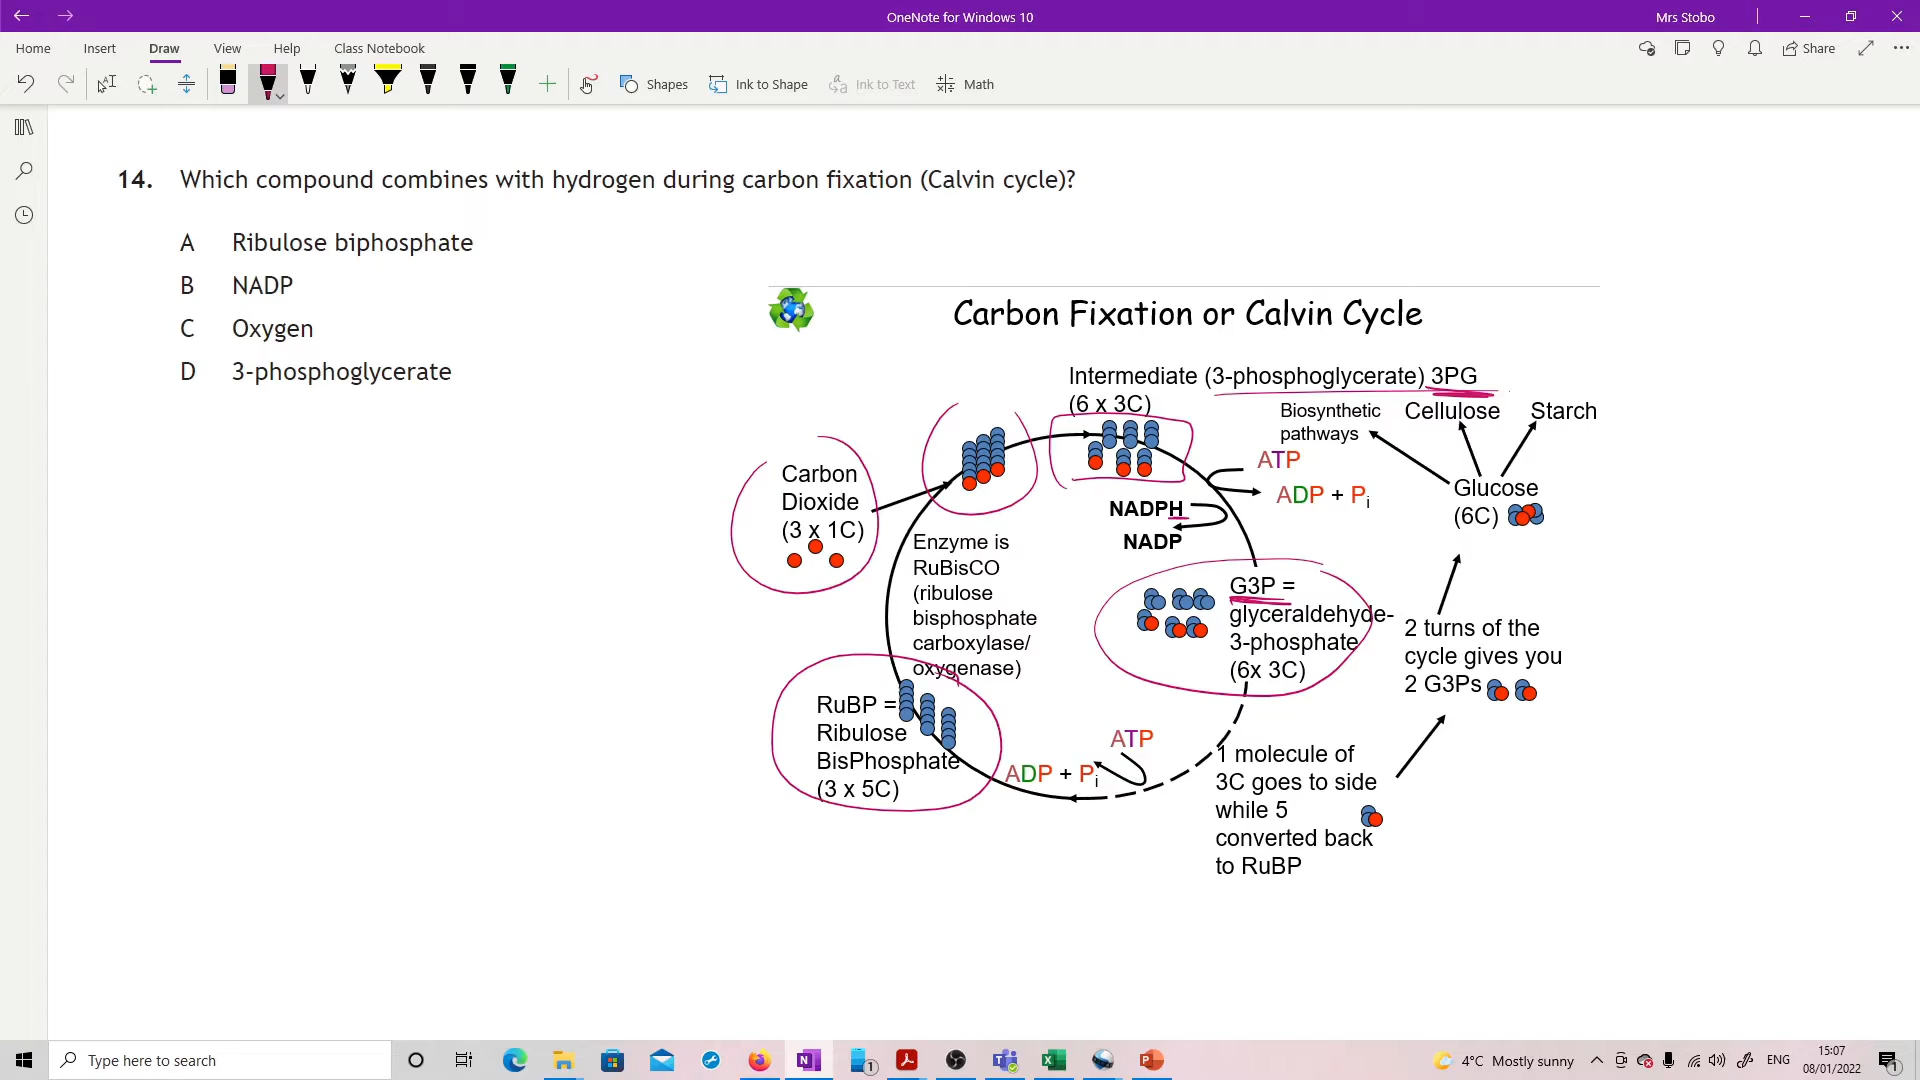 OneNote for Windows 10
Mrs Stobo
Home
Insert
Draw
View
Help
Class Notebook
Share
Shapes
Ink to Shape
Ink to Text
Math
14. Which compound combines with hydrogen during carbon fixation (Calvin cycle)?
A Ribulose biphosphate
B NADP
C Oxygen
D 3-phosphoglycerate
Carbon Fixation or Calvin Cycle
Intermediate (3-phosphoglycerate) 3PG
(6 x 3C)
Biosynthetic
pathways
Cellulose
Starch
Carbon
Dioxide
(3 x 1C)
ATP
ADP + Pi
NADPH
NADP
Glucose
(6C)
Enzyme is
RuBisCO
(ribulose
bisphosphate
carboxylase/
oxygenase)
G3P =
glyceraldehyde-
3-phosphate
(6x 3C)
2 turns of the
cycle gives you
2 G3Ps
RuBP =
Ribulose
BisPhosphate
(3 x 5C)
ATP
ADP + Pi
1 molecule of
3C goes to side
while 5
converted back
to RuBP
Type here to search
1
4°C Mostly sunny
ENG
15:07
08/01/2022
1